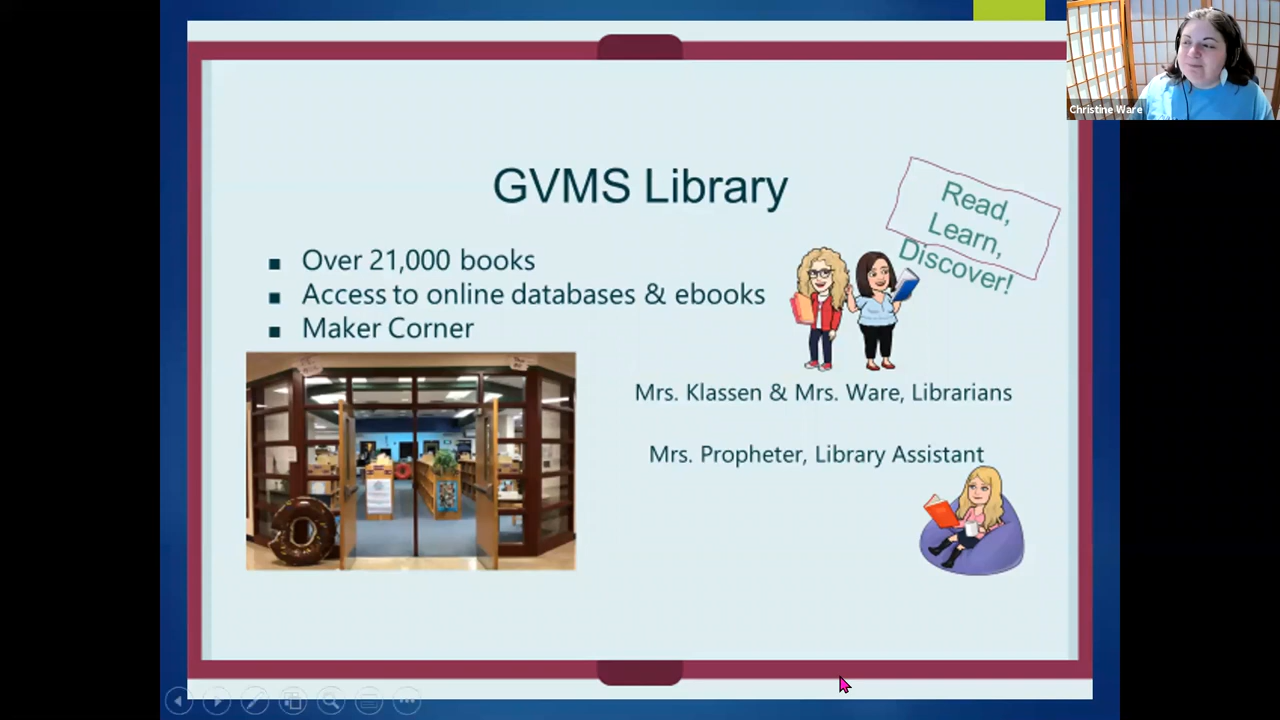 Christine Ware
GVMS Library
Read,
Learn,
Discover!
Over 21,000 books
Access to online databases & ebooks
Maker Corner
Mrs. Klassen & Mrs. Ware, Librarians
Mrs. Propheter, Library Assistant